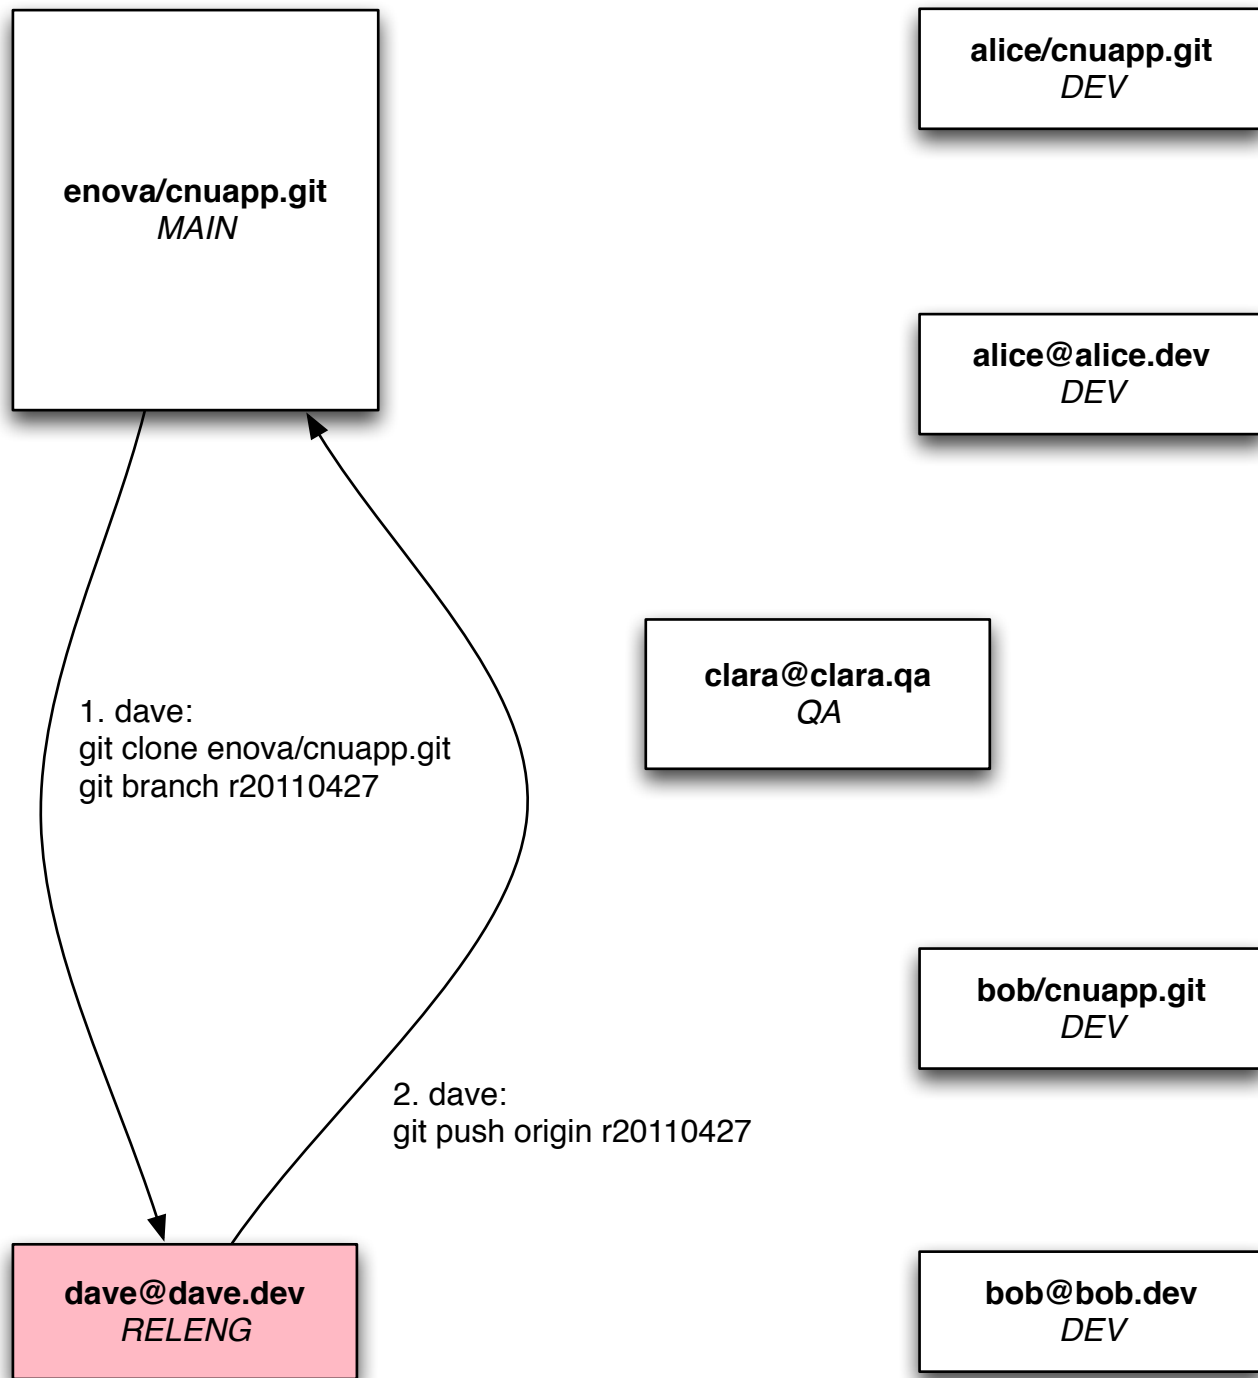 enova/cnuapp.git
MAIN
alice/cnuapp.git
DEV
alice@alice.dev
DEV
clara@clara.qa
QA
1. dave:
git clone enova/cnuapp.git
git branch r20110427
bob/cnuapp.git
DEV
2. dave:
git push origin r20110427
dave@dave.dev
RELENG
bob@bob.dev
DEV